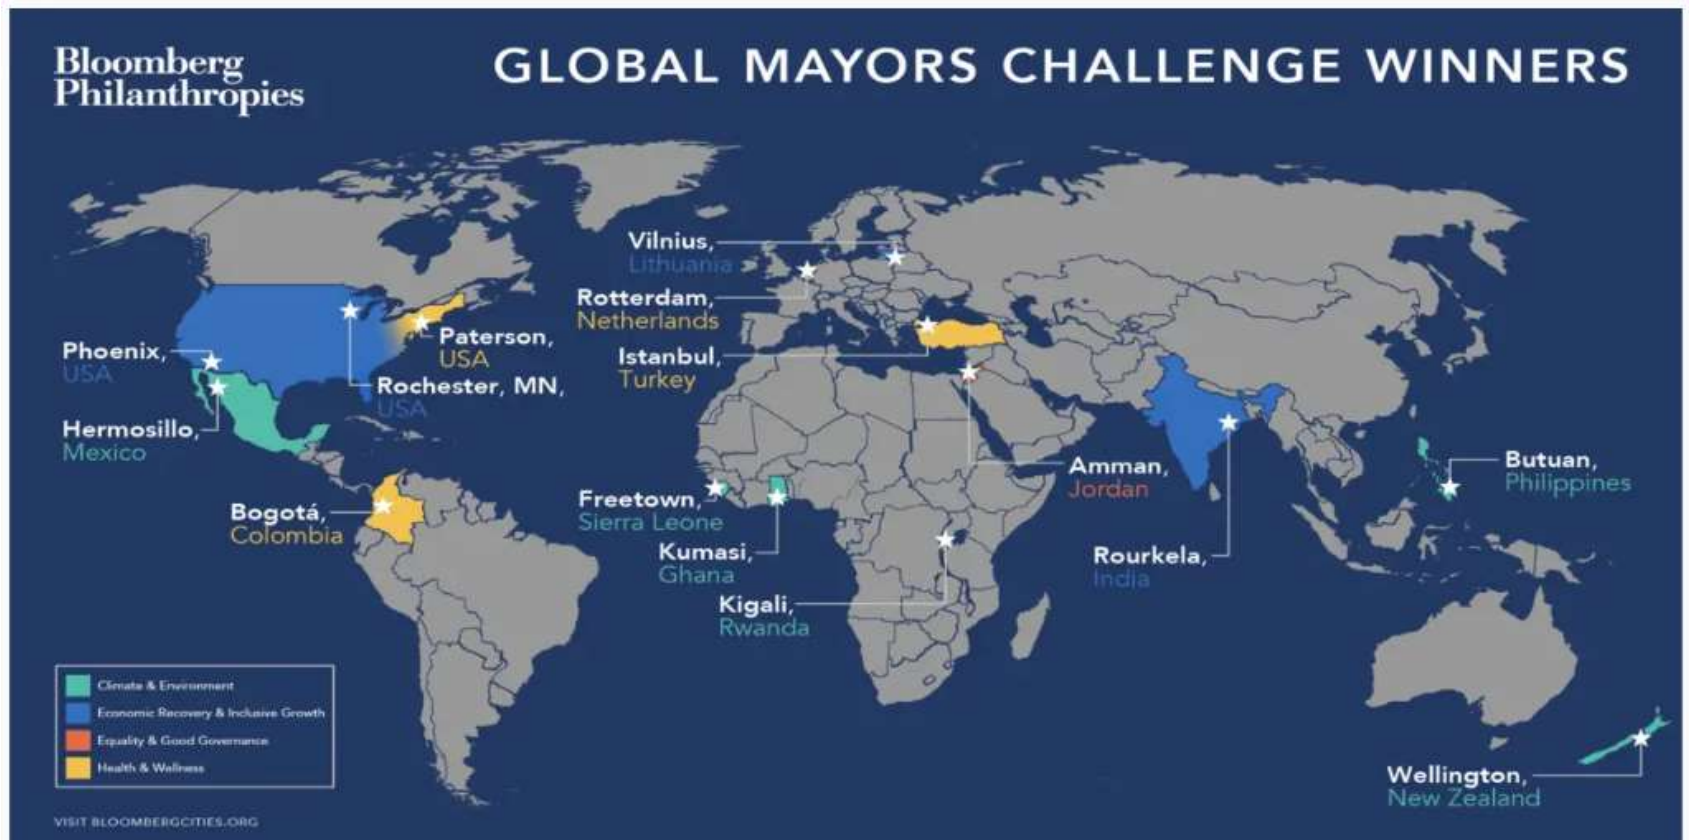 Bloomberg
Philanthropies
GLOBAL MAYORS CHALLENGE WINNERS
Vilnius,
Lithuania
Rotterdam,
Netherlands
Istanbul,
Turkey
Phoenix,
USA
Paterson,
USA
Rochester, MN,
USA
Hermosillo,
Mexico
Bogotá,
Colombia
Freetown,
Sierra Leone
Kumasi,
Ghana
Kigali,
Rwanda
Amman,
Jordan
Rourkela,
India
Butuan,
Philippines
Wellington,
New Zealand
Climate & Environment
Economic Recovery & Inclusive Growth
Equality & Good Governance
Health & Wellness
VISIT BLOOMBERGCITIES.ORG